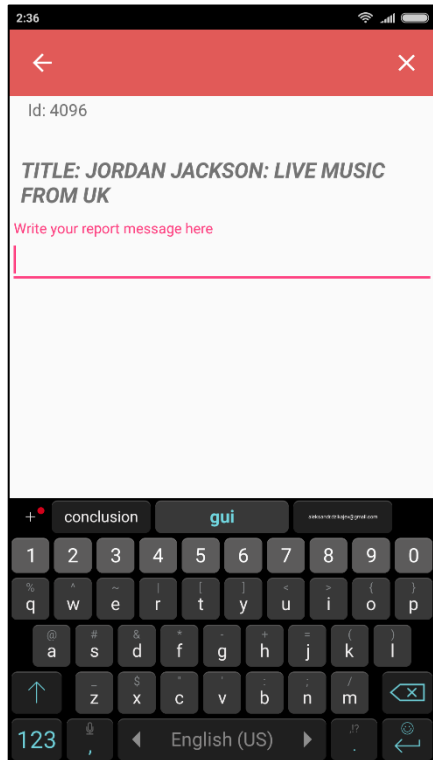 2:36
Id: 4096
TITLE: JORDAN JACKSON: LIVE MUSIC
FROM UK
Write your report message here
+ conclusion gui
1 2 3 4 5 6 7 8 9 0
% ^ ~ | [ ] < > { }
q w e r t y u i o p
@ # & * - + = ( )
a s d f g h j k l
_ $ " ' : ; /
z x c v b n m
123 , English (US) .
,!?